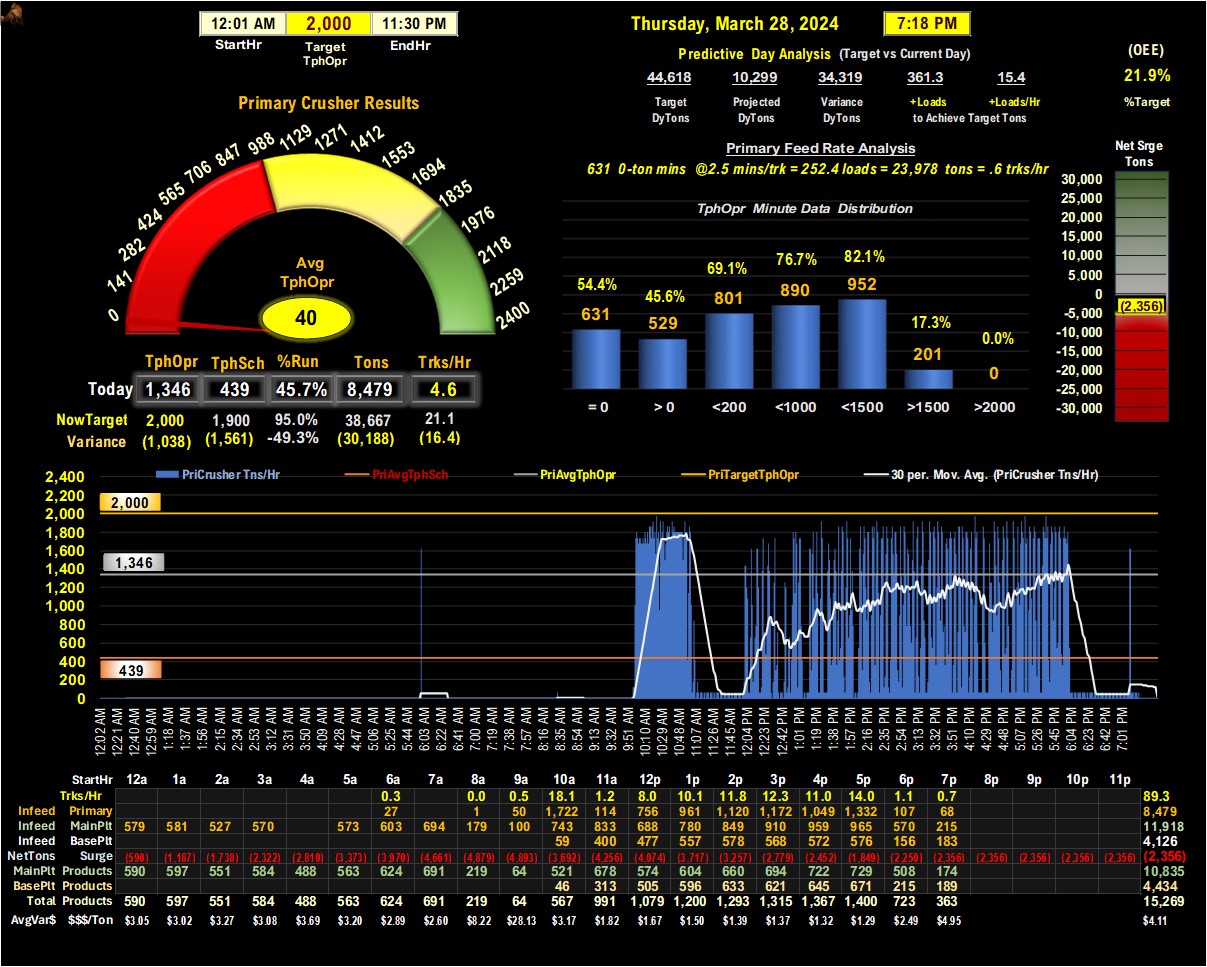 12:01 AM 2,000 11:30 PM
StartHr Target TphOpr EndHr
Thursday, March 28, 2024 7:18 PM
Predictive Day Analysis (Target vs Current Day)
44,618 10,299 34,319 361.3 15.4
Target Projected Variance +Loads +Loads/Hr
DyTons DyTons DyTons to Achieve Target Tons
(OEE)
21.9%
%Target
Primary Crusher Results
0 141 282 424 565 706 847 988 1129 1271 1412 1553 1694 1835 1976 2118 2259 2400
Avg
TphOpr
40
TphOpr TphSch %Run Tons Trks/Hr
Today 1,346 439 45.7% 8,479 4.6
NowTarget 2,000 1,900 95.0% 38,667 21.1
Variance (1,038) (1,561) -49.3% (30,188) (16.4)
Primary Feed Rate Analysis
631 0-ton mins @2.5 mins/trk = 252.4 loads = 23,978 tons = .6 trks/hr
TphOpr Minute Data Distribution
54.4% 45.6% 69.1% 76.7% 82.1% 17.3% 0.0%
631 529 801 890 952 201 0
= 0 > 0 <200 <1000 <1500 >1500 >2000
Net Srge
Tons
30,000
25,000
20,000
15,000
10,000
5,000
0
(2,356)
-5,000
-10,000
-15,000
-20,000
-25,000
-30,000
PriCrusher Tns/Hr PriAvgTphSch PriAvgTphOpr PriTargetTphOpr 30 per. Mov. Avg. (PriCrusher Tns/Hr)
2,400
2,200
2,000
1,800
1,600
1,400
1,200
1,000
800
600
400
200
0
2,000
1,346
439
12:02 AM 12:21 AM 12:40 AM 12:59 AM 1:18 AM 1:37 AM 1:56 AM 2:15 AM 2:34 AM 2:53 AM 3:12 AM 3:31 AM 3:50 AM 4:09 AM 4:28 AM 4:47 AM 5:06 AM 5:25 AM 5:44 AM 6:03 AM 6:22 AM 6:41 AM 7:00 AM 7:19 AM 7:38 AM 7:57 AM 8:16 AM 8:35 AM 8:54 AM 9:13 AM 9:32 AM 9:51 AM 10:10 AM 10:29 AM 10:48 AM 11:07 AM 11:26 AM 11:45 AM 12:04 PM 12:23 PM 12:42 PM 1:01 PM 1:19 PM 1:38 PM 1:57 PM 2:16 PM 2:35 PM 2:54 PM 3:13 PM 3:32 PM 3:51 PM 4:10 PM 4:29 PM 4:48 PM 5:07 PM 5:26 PM 5:45 PM 6:04 PM 6:23 PM 6:42 PM 7:01 PM
StartHr 12a 1a 2a 3a 4a 5a 6a 7a 8a 9a 10a 11a 12p 1p 2p 3p 4p 5p 6p 7p 8p 9p 10p 11p
Trks/Hr 0.3 0.0 0.5 18.1 1.2 8.0 10.1 11.8 12.3 11.0 14.0 1.1 0.7 89.3
Infeed Primary 27 1 50 1,722 114 756 961 1,120 1,172 1,049 1,332 107 68 8,479
Infeed MainPlt 579 581 527 570 573 603 694 179 100 743 833 688 780 849 910 959 965 570 215 11,918
Infeed BasePlt 59 400 477 557 578 568 572 576 156 183 4,126
NetTons Surge (590) (1,187) (1,738) (2,322) (2,810) (3,373) (3,970) (4,661) (4,879) (4,893) (3,692) (4,256) (4,074) (3,717) (3,257) (2,779) (2,452) (1,849) (2,250) (2,356) (2,356) (2,356) (2,356) (2,356) (2,356)
MainPlt Products 590 597 551 584 488 563 624 691 219 64 521 678 574 604 660 694 722 729 508 174 10,835
BasePlt Products 46 313 505 596 633 621 645 671 215 189 4,434
Total Products 590 597 551 584 488 563 624 691 219 64 567 991 1,079 1,200 1,293 1,315 1,367 1,400 723 363 15,269
AvgVar$ $$$/Ton $3.05 $3.02 $3.27 $3.08 $3.69 $3.20 $2.89 $2.60 $8.22 $28.13 $3.17 $1.82 $1.67 $1.50 $1.39 $1.37 $1.32 $1.29 $2.49 $4.95 $4.11